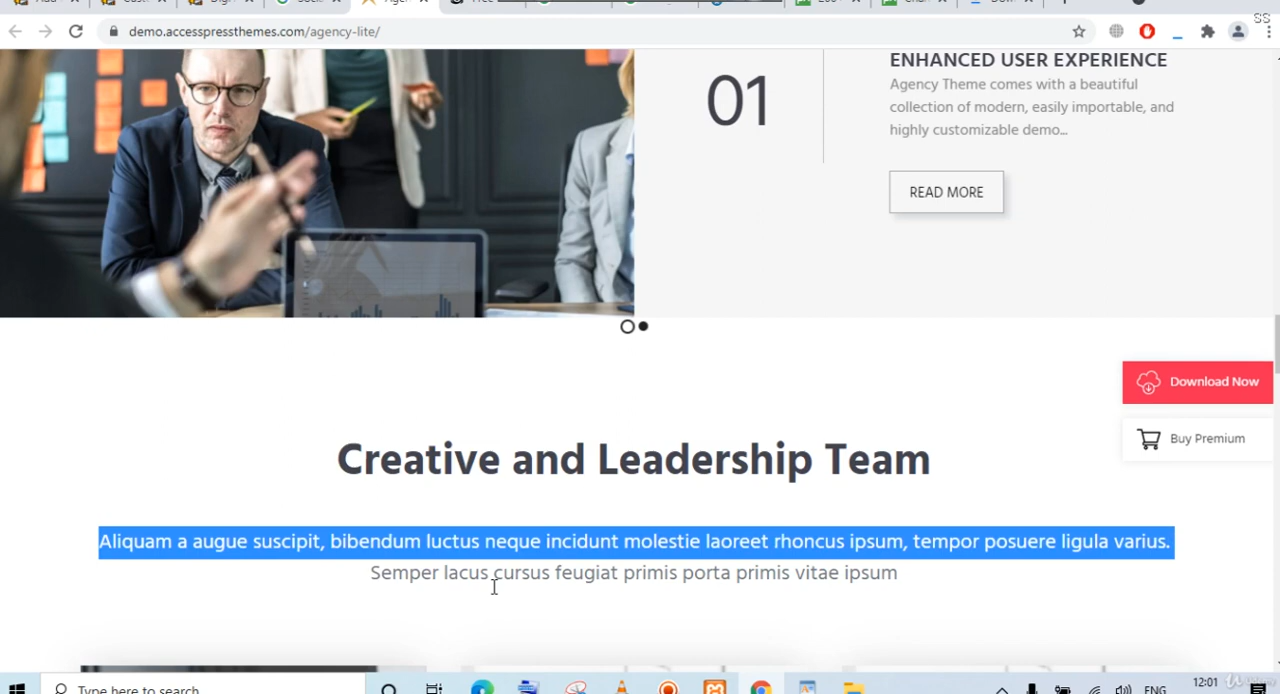 SS
demo.accesspressthemes.com/agency-lite/
01
ENHANCED USER EXPERIENCE
Agency Theme comes with a beautiful
collection of modern, easily importable, and
highly customizable demo...
READ MORE
Download Now
Buy Premium
Creative and Leadership Team
Aliquam a augue suscipit, bibendum luctus neque incidunt molestie laoreet rhoncus ipsum, tempor posuere ligula varius.
Semper lacus cursus feugiat primis porta primis vitae ipsum
Type here to search
ENG
12:01